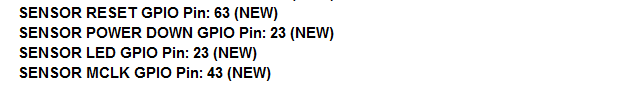 SENSOR RESET GPIO Pin: 63 (NEW)
SENSOR POWER DOWN GPIO Pin: 23 (NEW)
SENSOR LED GPIO Pin: 23 (NEW)
SENSOR MCLK GPIO Pin: 43 (NEW)